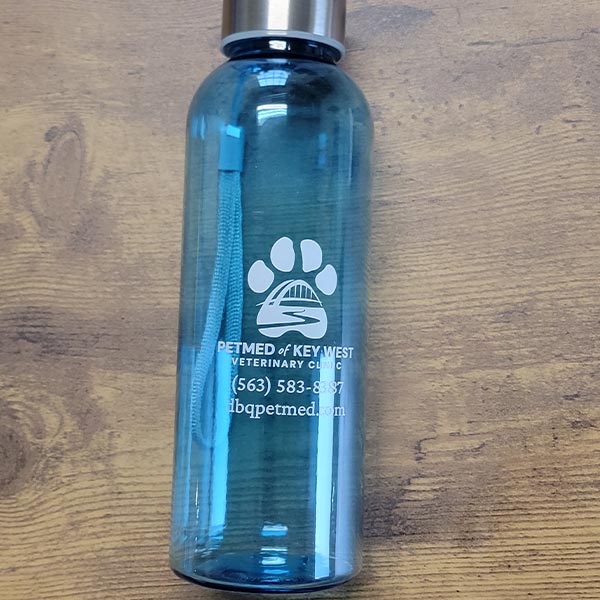 PETMED of KEY WEST
VETERINARY CLINIC
(563) 583-8387
dbqpetmed.com